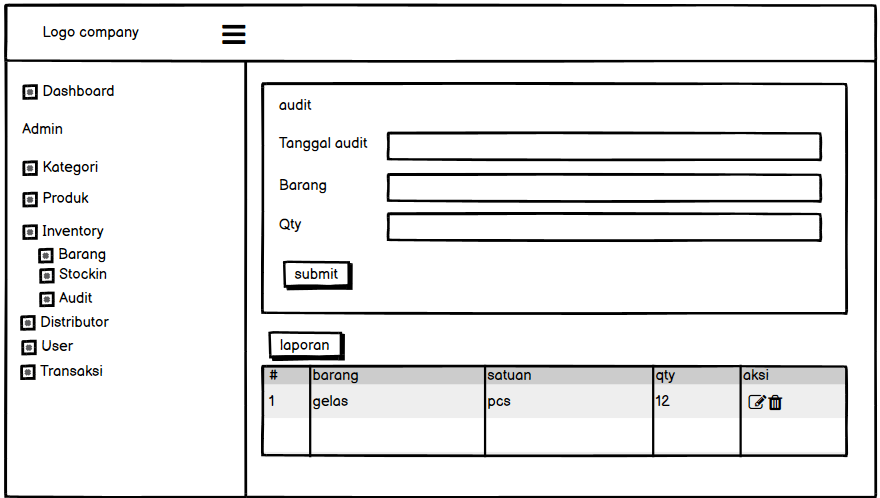 Logo company
Dashboard
Admin
Kategori
Produk
Inventory
Barang
Stockin
Audit
Distributor
User
Transaksi
audit
Tanggal audit
Barang
Qty
submit
laporan
# barang satuan qty aksi
1 gelas pcs 12